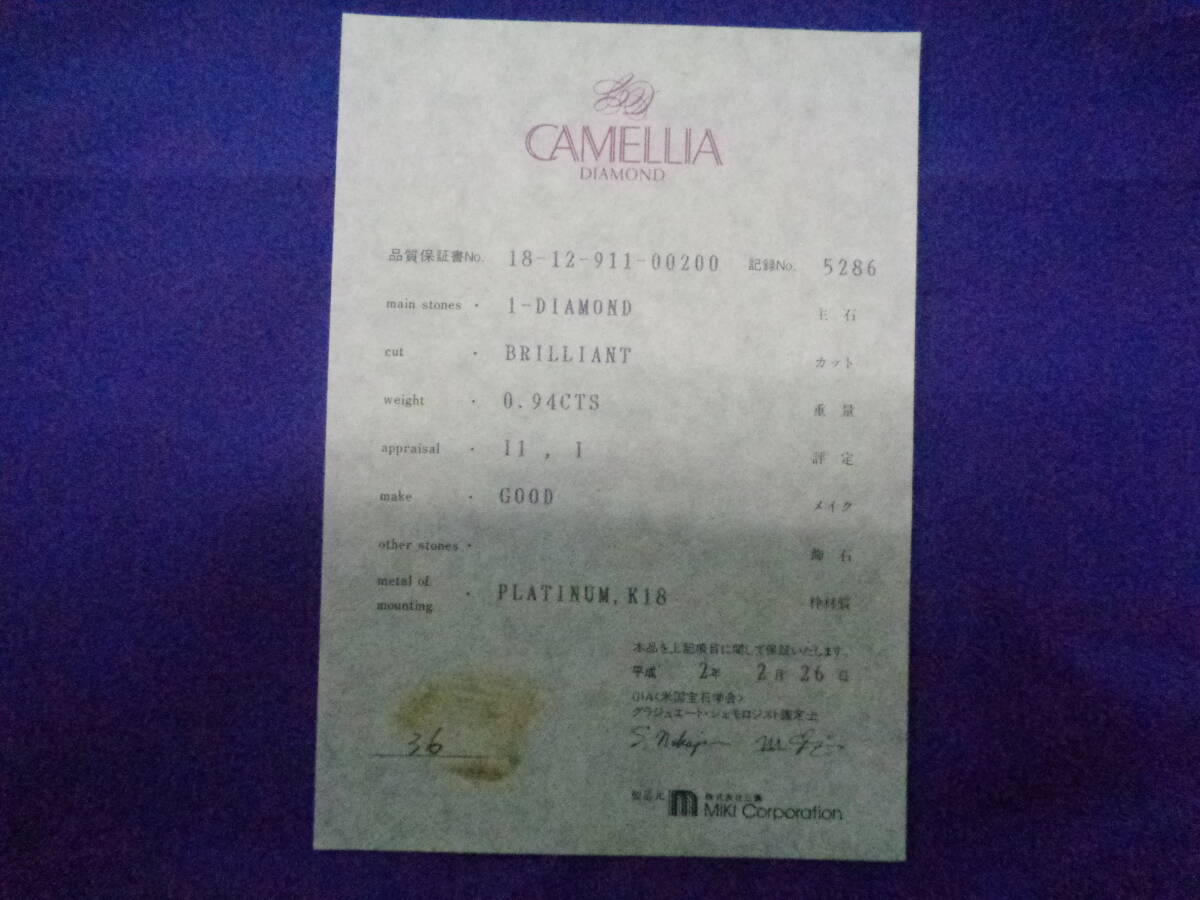 CAMELLIA
DIAMOND
品質保証書No. 18-12-911-00200 記録No. 5286
main stones · 1-DIAMOND 主石
cut · BRILLIANT カット
weight · 0.94CTS 重量
appraisal · I1 , I 評定
make · GOOD メイク
other stones · 飾石
metal of
mounting · PLATINUM, K18 枠材質
本品を上記項目に関して保証いたします。
平成 2年 2月 26日
GIA〈米国宝石学会〉
グラジュエート・ジェモロジスト鑑定士
36
製品元 株式会社三貴
MIKI Corporation